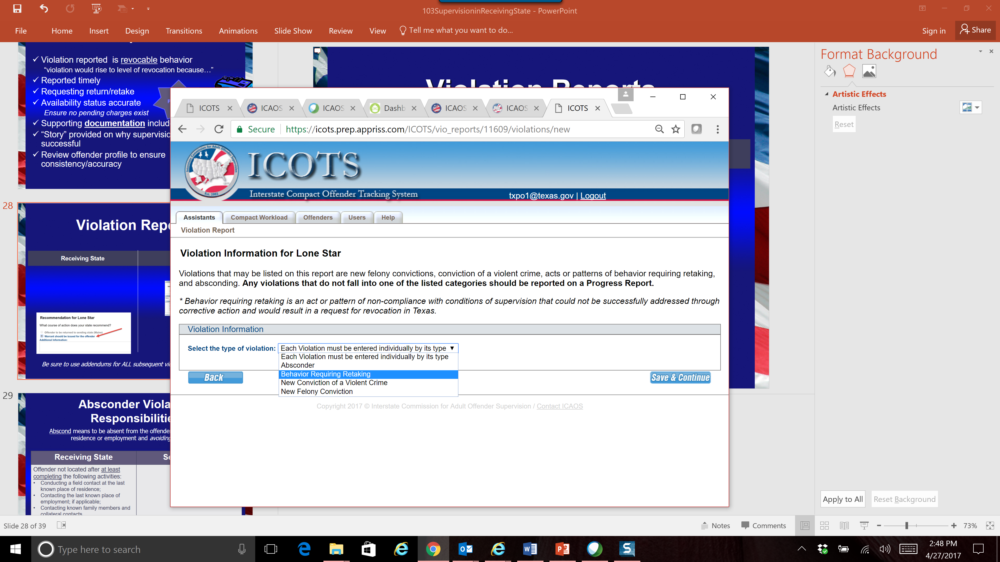 103SupervisioninReceivingState - PowerPoint
File Home Insert Design Transitions Animations Slide Show Review View Tell me what you want to do... Sign in Share
✓ Violation reported is revocable behavior
“violation would rise to level of revocation because…”
✓ Reported timely
✓ Requesting return/retake
✓ Availability status accurate
Ensure no pending charges exist
✓ Supporting documentation includ
✓ “Story” provided on why supervisio
successful
✓ Review offender profile to ensure
consistency/accuracy
28
Violation Rep
Receiving State
Recommendation for Lone Star
What course of action does your state recommend?
Offender to be returned to sending state (Maine)
Warrant should be issued for the offender
Additional Information:
Be sure to use addendums for ALL subsequent vio
29
Absconder Viola
Responsibilitie
Abscond means to be absent from the offende
residence or employment and avoiding
Receiving State Se
Offender not located after at least
completing the following activities:
• Conducting a field contact at the last
known place of residence;
• Contacting the last known place of
employment; if applicable;
• Contacting known family members and
collateral contacts
Violation Reports
ICOTS ICAOS ICAOS Dashb ICAOS ICAOS ICOTS
Secure https://icots.prep.appriss.com/ICOTS/vio_reports/11609/violations/new
Interstate Commission for Adult Offender Supervision
Est. 2002
ICOTS
Interstate Compact Offender Tracking System
txpo1@texas.gov | Logout
Assistants Compact Workload Offenders Users Help
Violation Report
Violation Information for Lone Star
Violations that may be listed on this report are new felony convictions, conviction of a violent crime, acts or patterns of behavior requiring retaking,
and absconding. Any violations that do not fall into one of the listed categories should be reported on a Progress Report.
* Behavior requiring retaking is an act or pattern of non-compliance with conditions of supervision that could not be successfully addressed through
corrective action and would result in a request for revocation in Texas.
Violation Information
Select the type of violation: Each Violation must be entered individually by its type ▼
Each Violation must be entered individually by its type
Absconder
Behavior Requiring Retaking
New Conviction of a Violent Crime
New Felony Conviction
Back
Save & Continue
Copyright 2017 © Interstate Commission for Adult Offender Supervision / Contact ICAOS
Format Background
Artistic Effects
Artistic Effects
Reset
Apply to All Reset Background
Slide 28 of 39
Notes Comments 73%
Type here to search
2:48 PM
4/27/2017